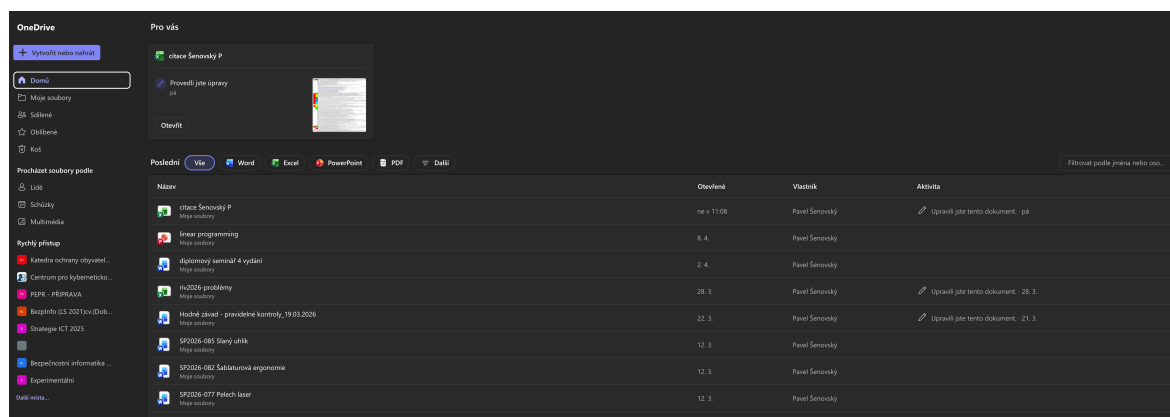 OneDrive
Vytvořit nebo nahrát
Domů
Moje soubory
Sdílené
Oblíbené
Koš
Procházet soubory podle
Lidé
Schůzky
Multimédia
Rychlý přístup
Katedra ochrany obyvatel...
Centrum pro kyberneticko...
PEPR - PŘÍPRAVA
BezpInfo (LS 2021)cv.(Dob...
Strategie ICT 2025
Bezpečnostní informatika ...
Experimentální
Další místa...
Pro vás
citace Šenovský P
Provedli jste úpravy
pá
Otevřít
Poslední Vše Word Excel PowerPoint PDF Další
Filtrovat podle jména nebo oso...
Název Otevřené Vlastník Aktivita
citace Šenovský P ne v 11:08 Pavel Šenovský Upravili jste tento dokument. · pá
Moje soubory
linear programming 8. 4. Pavel Šenovský
Moje soubory
diplomový seminář 4 vydání 2. 4. Pavel Šenovský
Moje soubory
riv2026-problémy 28. 3. Pavel Šenovský Upravili jste tento dokument. · 28. 3.
Moje soubory
Hodně závad - pravidelné kontroly_19.03.2026 22. 3. Pavel Šenovský Upravili jste tento dokument. · 21. 3.
Moje soubory
SP2026-085 Slaný uhlík 12. 3. Pavel Šenovský
Moje soubory
SP2026-082 Šablaturová ergonomie 12. 3. Pavel Šenovský
Moje soubory
SP2026-077 Pelech laser 12. 3. Pavel Šenovský
Moje soubory